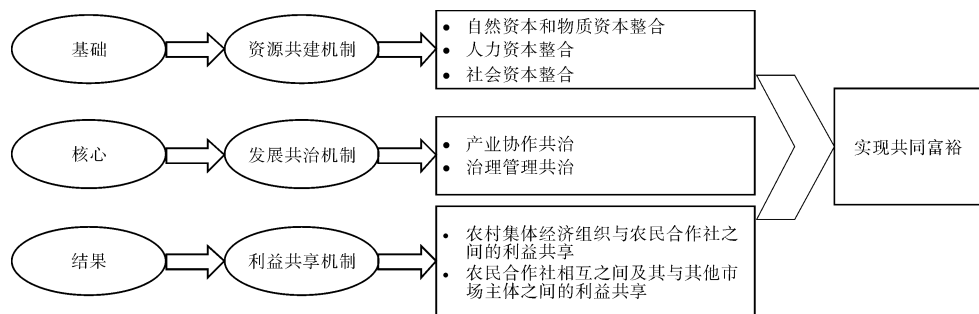 基础
资源共建机制
• 自然资本和物质资本整合
• 人力资本整合
• 社会资本整合
核心
发展共治机制
• 产业协作共治
• 治理管理共治
结果
利益共享机制
• 农村集体经济组织与农民合作社之
间的利益共享
• 农民合作社相互之间及其与其他市
场主体之间的利益共享
实现共同富裕